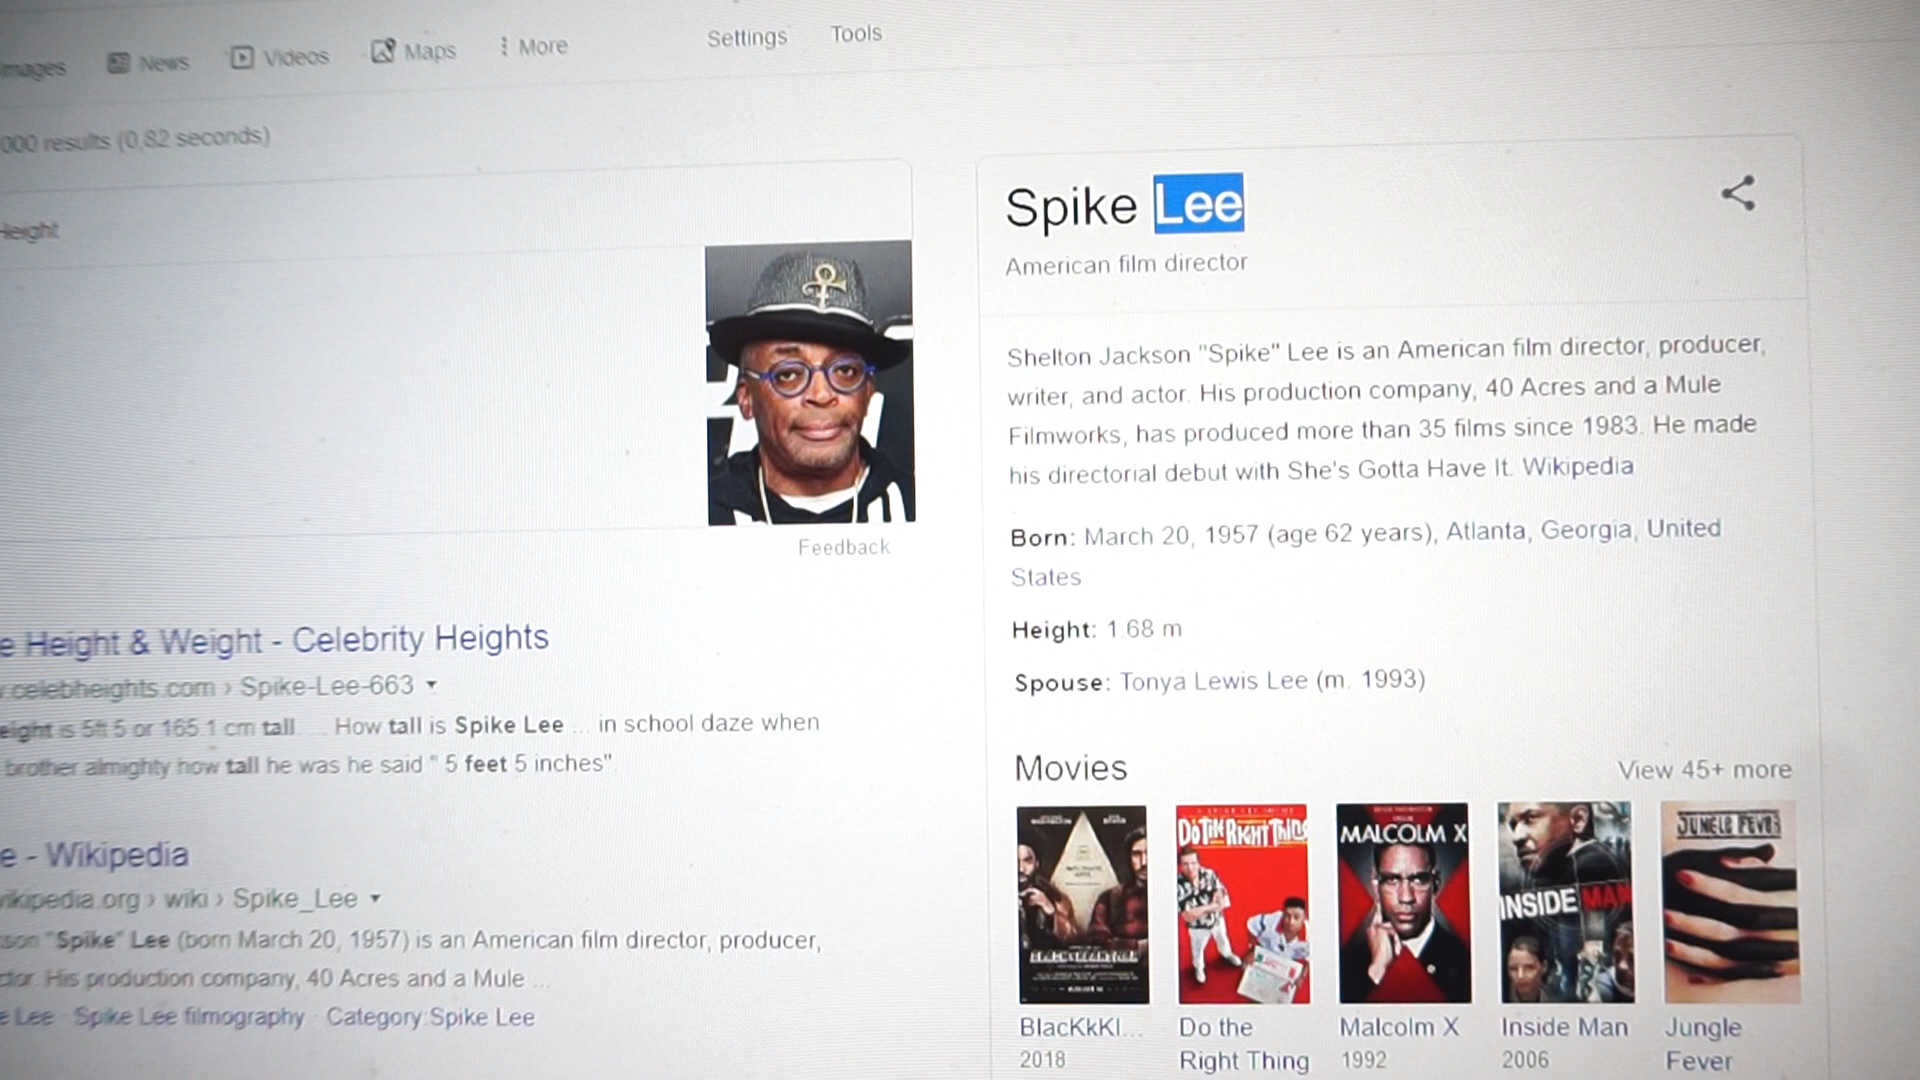 Images News Videos Maps More Settings Tools
000 results (0,82 seconds)
Height
Feedback
e Height & Weight - Celebrity Heights
celebheights.com › Spike-Lee-663
eight is 5ft 5 or 165.1 cm tall. ... How tall is Spike Lee ... in school daze when
brother almighty how tall he was he said " 5 feet 5 inches".
e - Wikipedia
wikipedia.org › wiki › Spike_Lee
son "Spike" Lee (born March 20, 1957) is an American film director, producer,
ctor. His production company, 40 Acres and a Mule ...
e Lee · Spike Lee filmography · Category:Spike Lee
Spike Lee
American film director
Shelton Jackson "Spike" Lee is an American film director, producer,
writer, and actor. His production company, 40 Acres and a Mule
Filmworks, has produced more than 35 films since 1983. He made
his directorial debut with She's Gotta Have It. Wikipedia
Born: March 20, 1957 (age 62 years), Atlanta, Georgia, United
States
Height: 1.68 m
Spouse: Tonya Lewis Lee (m. 1993)
Movies
View 45+ more
DO THE RIGHT THING
MALCOLM X
INSIDE MAN
JUNGLE FEVER
BlacKkKl...
2018
Do the
Right Thing
Malcolm X
1992
Inside Man
2006
Jungle
Fever